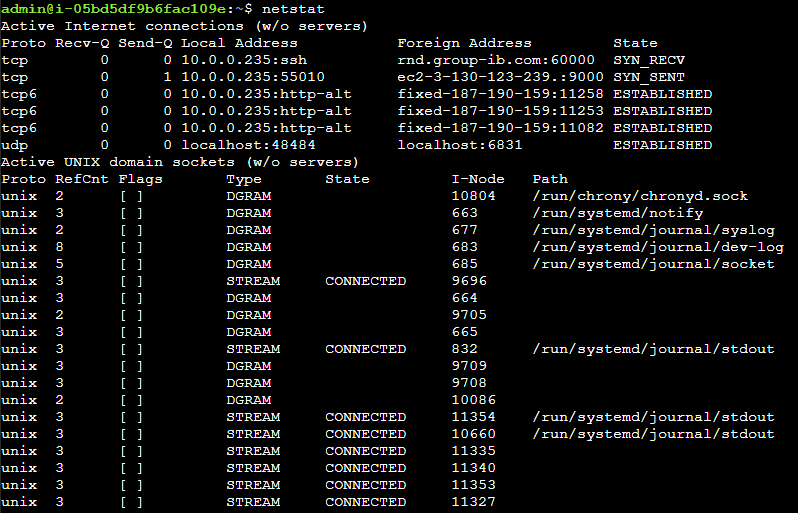 admin@i-05bd5df9b6fac109e:~$ netstat
Active Internet connections (w/o servers)
Proto Recv-Q Send-Q Local Address           Foreign Address         State
tcp        0      0 10.0.0.235:ssh          rnd.group-ib.com:60000  SYN_RECV
tcp        0      1 10.0.0.235:55010        ec2-3-130-123-239.:9000 SYN_SENT
tcp6       0      0 10.0.0.235:http-alt     fixed-187-190-159:11258 ESTABLISHED
tcp6       0      0 10.0.0.235:http-alt     fixed-187-190-159:11253 ESTABLISHED
tcp6       0      0 10.0.0.235:http-alt     fixed-187-190-159:11082 ESTABLISHED
udp        0      0 localhost:48484         localhost:6831          ESTABLISHED
Active UNIX domain sockets (w/o servers)
Proto RefCnt Flags       Type       State         I-Node   Path
unix  2      [ ]         DGRAM                    10804    /run/chrony/chronyd.sock
unix  3      [ ]         DGRAM                    663      /run/systemd/notify
unix  2      [ ]         DGRAM                    677      /run/systemd/journal/syslog
unix  8      [ ]         DGRAM                    683      /run/systemd/journal/dev-log
unix  5      [ ]         DGRAM                    685      /run/systemd/journal/socket
unix  3      [ ]         STREAM     CONNECTED     9696
unix  3      [ ]         DGRAM                    664
unix  2      [ ]         DGRAM                    9705
unix  3      [ ]         DGRAM                    665
unix  3      [ ]         STREAM     CONNECTED     832      /run/systemd/journal/stdout
unix  3      [ ]         DGRAM                    9709
unix  3      [ ]         DGRAM                    9708
unix  2      [ ]         DGRAM                    10086
unix  3      [ ]         STREAM     CONNECTED     11354    /run/systemd/journal/stdout
unix  3      [ ]         STREAM     CONNECTED     10660    /run/systemd/journal/stdout
unix  3      [ ]         STREAM     CONNECTED     11335
unix  3      [ ]         STREAM     CONNECTED     11340
unix  3      [ ]         STREAM     CONNECTED     11353
unix  3      [ ]         STREAM     CONNECTED     11327